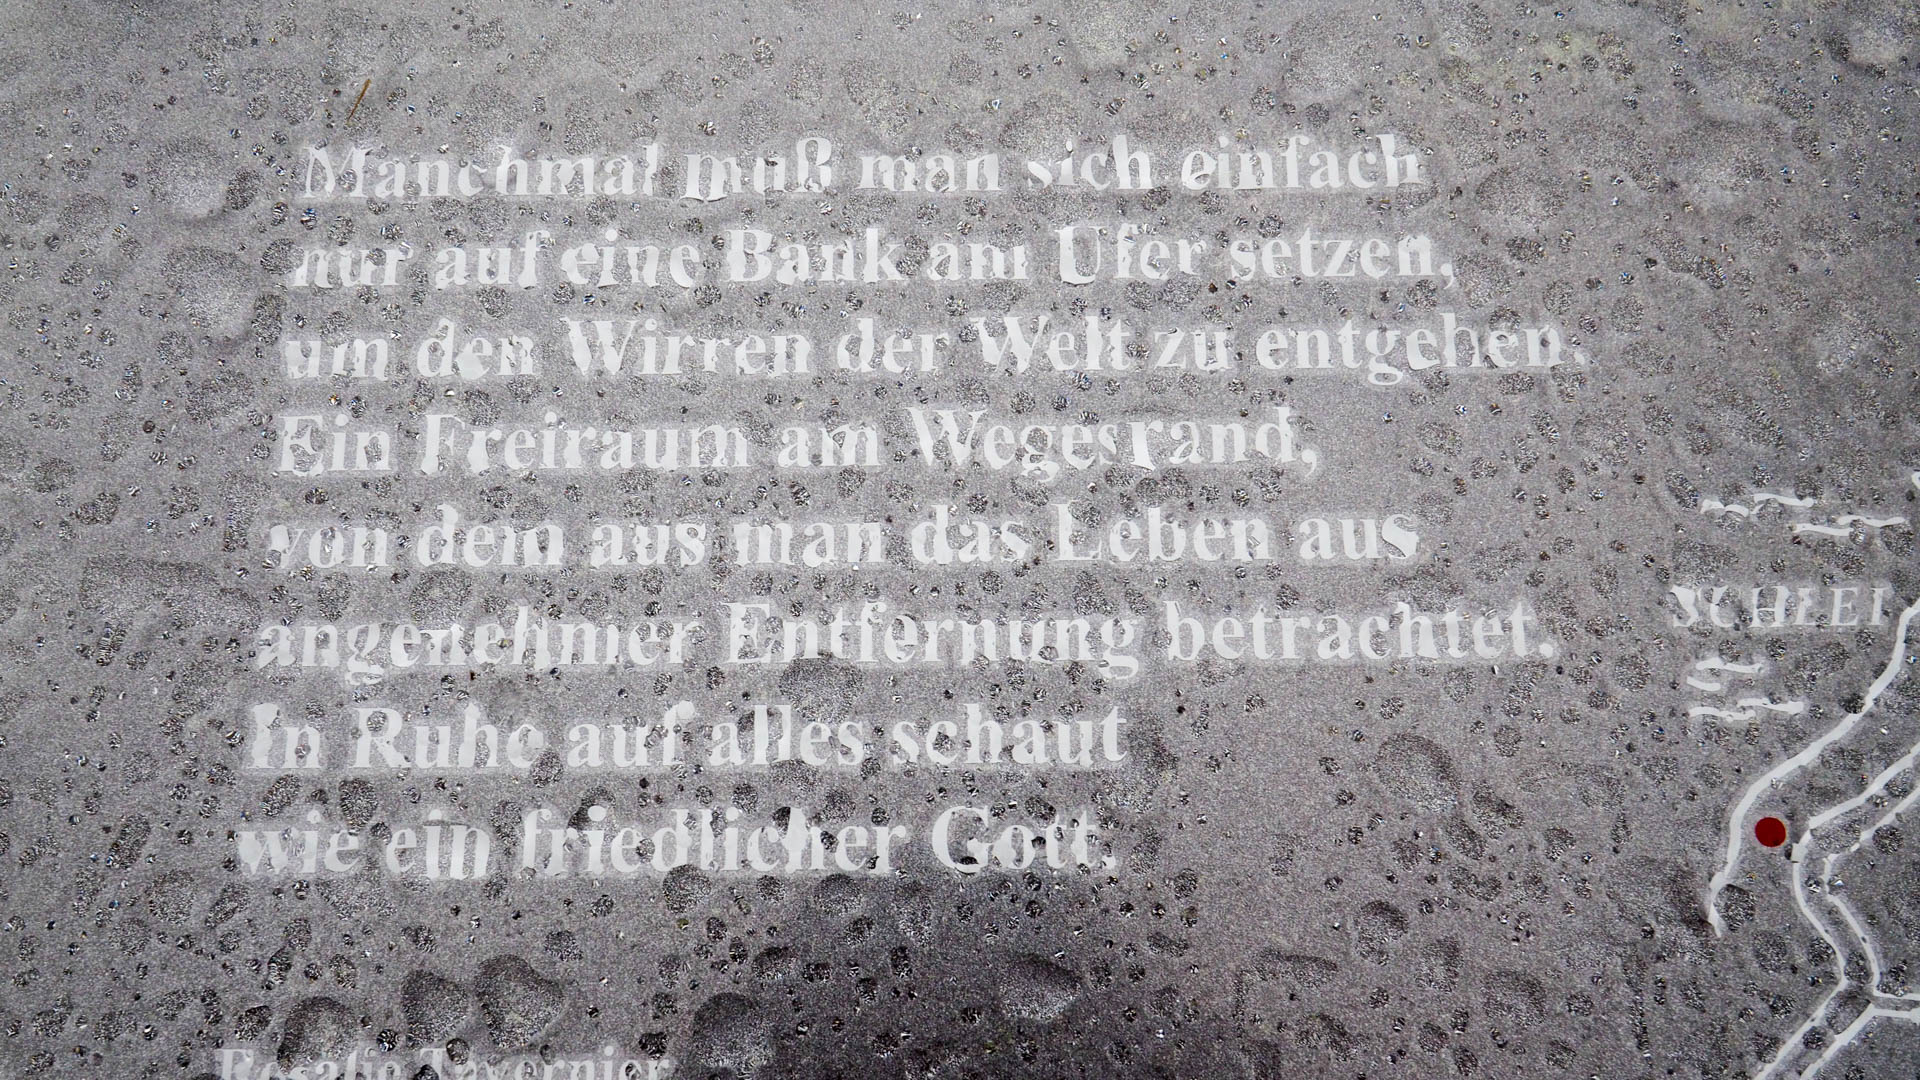 Manchmal muß man sich einfach
nur auf eine Bank am Ufer setzen,
um den Wirren der Welt zu entgehen.
Ein Freiraum am Wegesrand,
von dem aus man das Leben aus
angenehmer Entfernung betrachtet.
In Ruhe auf alles schaut
wie ein friedlicher Gott.
SCHLEI
Rosalie Tavernier